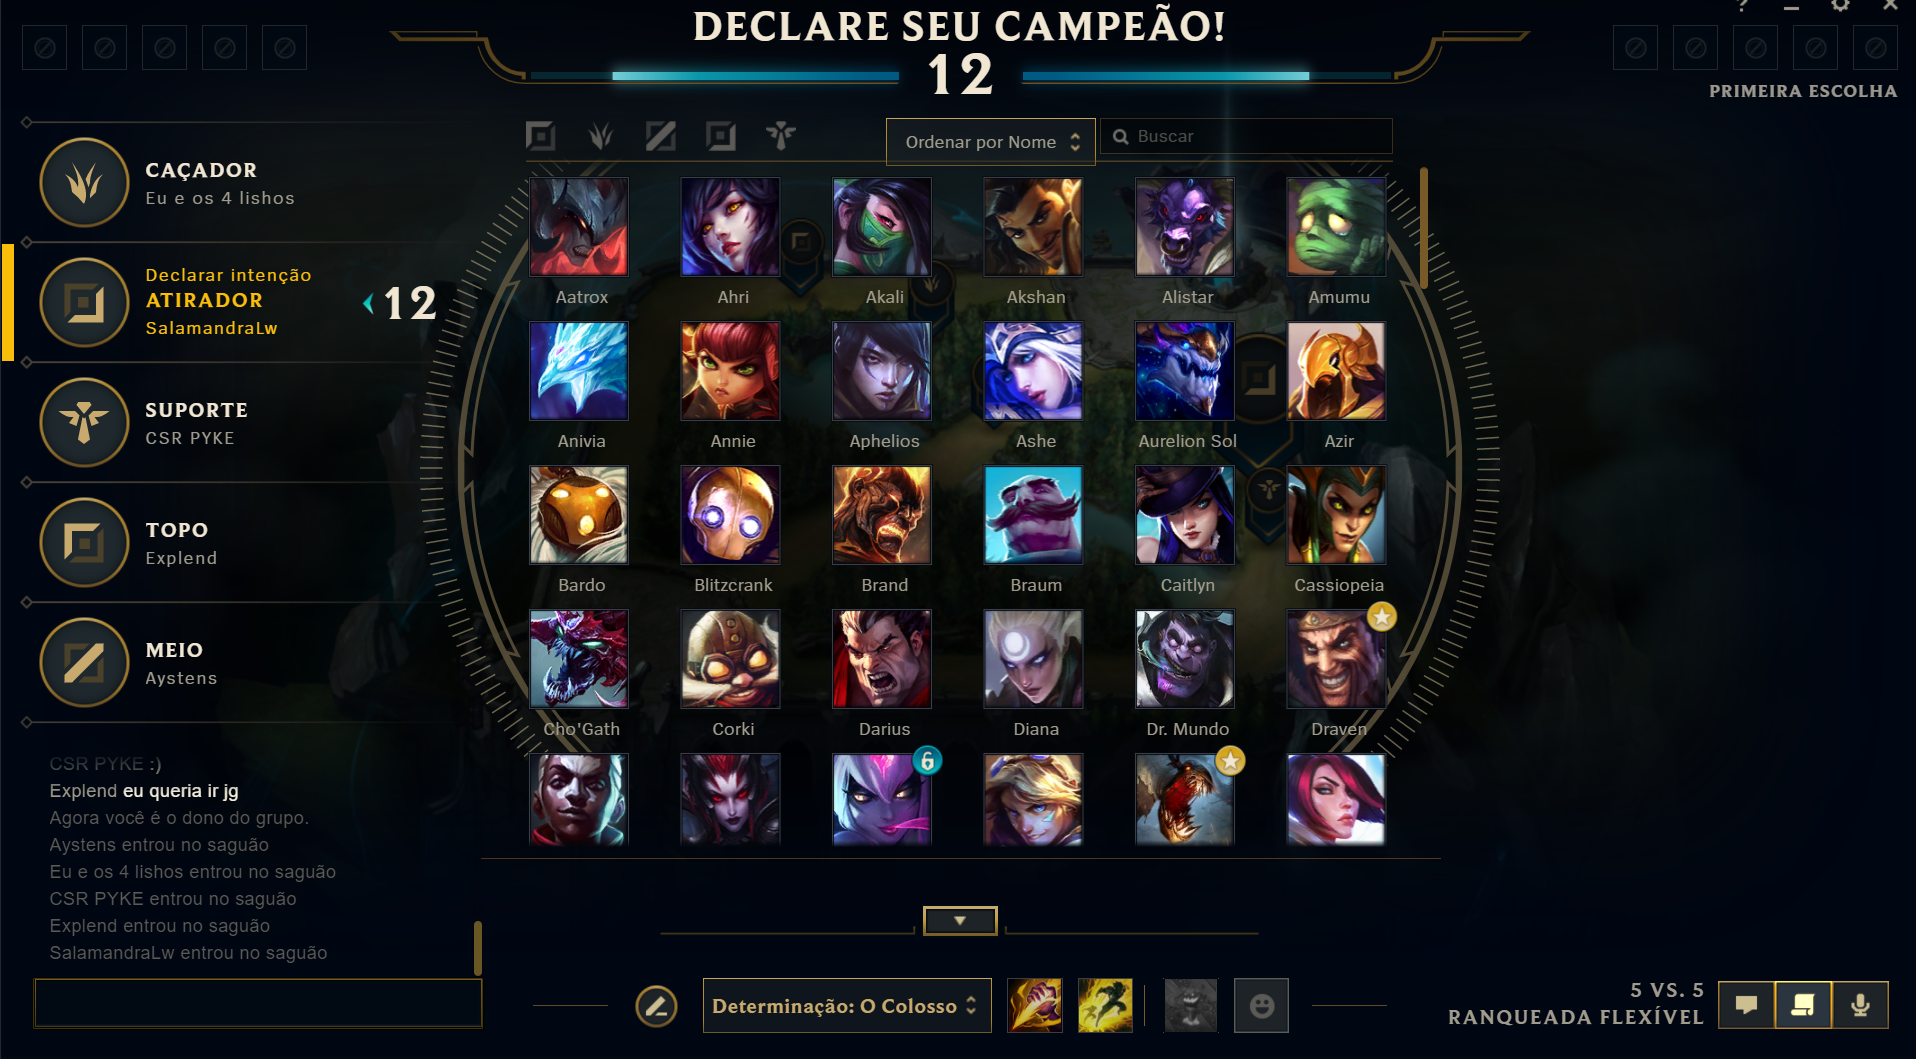 DECLARE SEU CAMPEÃO!
12
?
PRIMEIRA ESCOLHA
Ordenar por Nome
Buscar
CAÇADOR
Eu e os 4 lishos
Declarar intenção
ATIRADOR
SalamandraLw
12
SUPORTE
CSR PYKE
TOPO
Explend
MEIO
Aystens
Aatrox
Ahri
Akali
Akshan
Alistar
Amumu
Anivia
Annie
Aphelios
Ashe
Aurelion Sol
Azir
Bardo
Blitzcrank
Brand
Braum
Caitlyn
Cassiopeia
Cho'Gath
Corki
Darius
Diana
Dr. Mundo
Draven
6
CSR PYKE :)
Explend eu queria ir jg
Agora você é o dono do grupo.
Aystens entrou no saguão
Eu e os 4 lishos entrou no saguão
CSR PYKE entrou no saguão
Explend entrou no saguão
SalamandraLw entrou no saguão
Determinação: O Colosso
5 VS. 5
RANQUEADA FLEXÍVEL